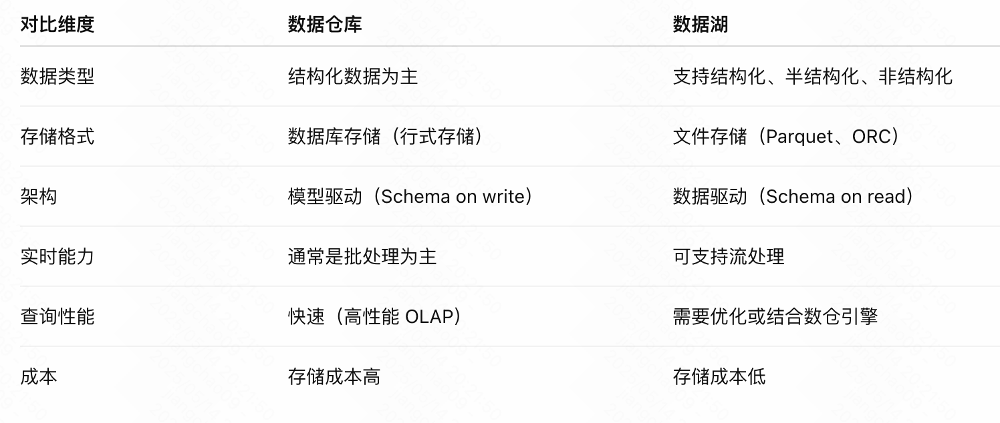 对比维度 数据仓库 数据湖
数据类型 结构化数据为主 支持结构化、半结构化、非结构化
存储格式 数据库存储（行式存储） 文件存储（Parquet、ORC）
架构 模型驱动（Schema on write） 数据驱动（Schema on read）
实时能力 通常是批处理为主 可支持流处理
查询性能 快速（高性能 OLAP） 需要优化或结合数仓引擎
成本 存储成本高 存储成本低